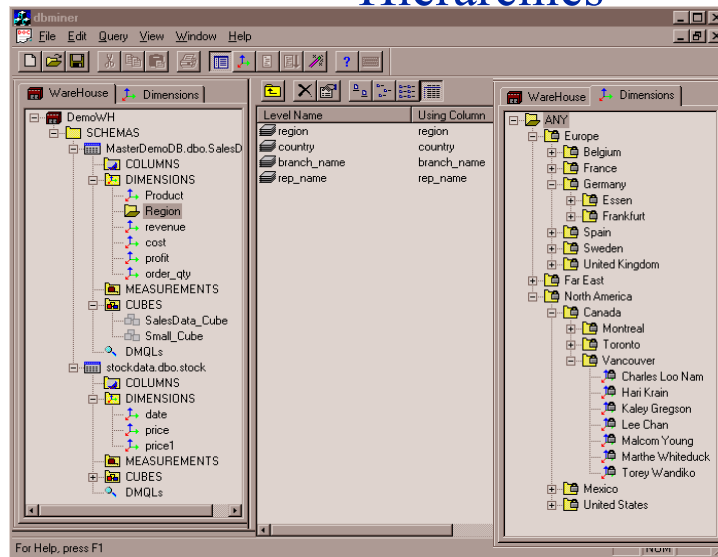 Hierarchies
dbminer
File Edit Query View Window Help
WareHouse Dimensions
DemoWH
SCHEMAS
MasterDemoDB.dbo.SalesD
COLUMNS
DIMENSIONS
Product
Region
revenue
cost
profit
order_qty
MEASUREMENTS
CUBES
SalesData_Cube
Small_Cube
DMQLs
stockdata.dbo.stock
COLUMNS
DIMENSIONS
date
price
price1
MEASUREMENTS
CUBES
DMQLs
Level Name Using Column
region region
country country
branch_name branch_name
rep_name rep_name
WareHouse Dimensions
ANY
Europe
Belgium
France
Germany
Essen
Frankfurt
Spain
Sweden
United Kingdom
Far East
North America
Canada
Montreal
Toronto
Vancouver
Charles Loo Nam
Hari Krain
Kaley Gregson
Lee Chan
Malcom Young
Marthe Whiteduck
Torey Wandiko
Mexico
United States
For Help, press F1
NUM